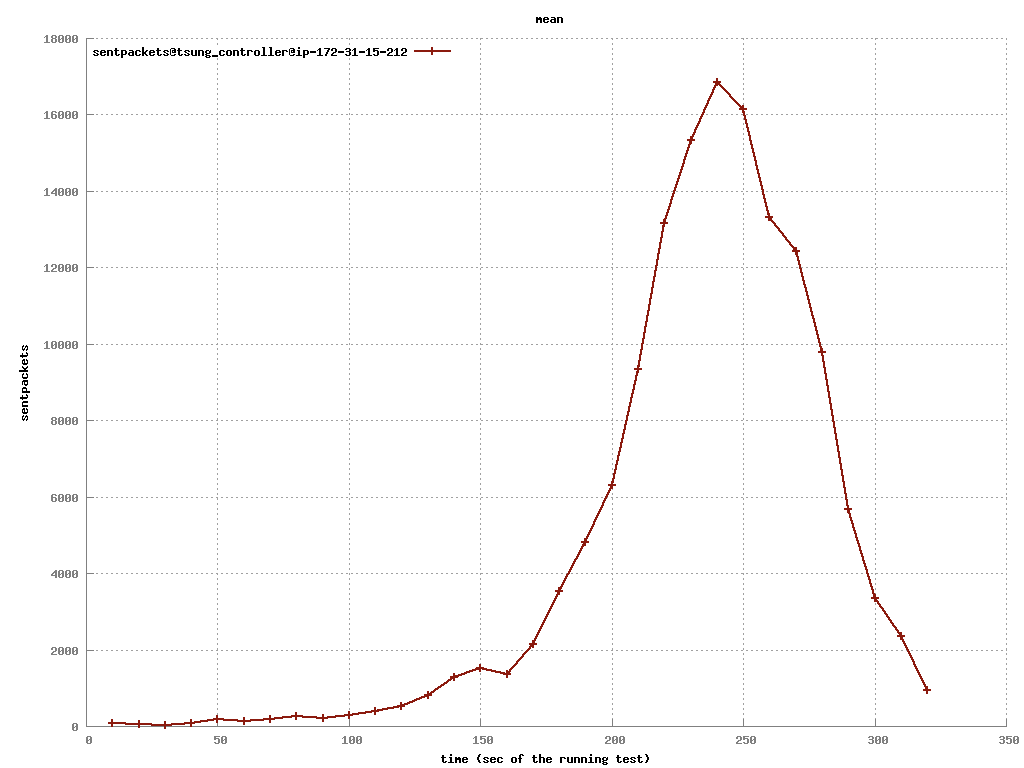 mean
18000
sentpackets@tsung_controller@ip-172-31-15-212
16000
14000
12000
10000
sentpackets
8000
6000
4000
2000
0
0 50 100 150 200 250 300 350
time (sec of the running test)